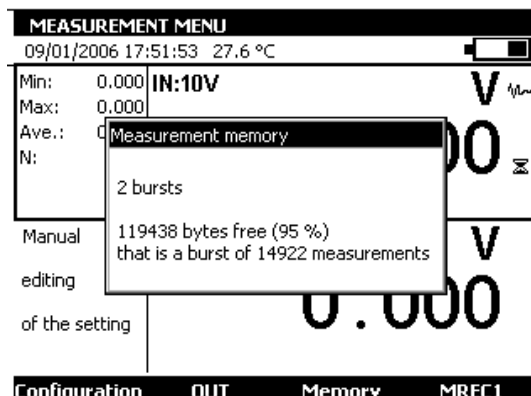 MEASUREMENT MENU
09/01/2006 17:51:53 27.6 °C
Min: 0.000 IN:10V V
Max: 0.000
Ave.:
N:
Measurement memory
2 bursts
119438 bytes free (95 %)
that is a burst of 14922 measurements
Manual V
editing
of the setting 0.000
Configuration OUT Memory MREC1